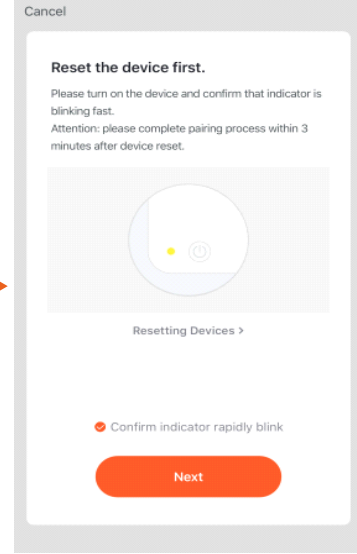 Cancel
Reset the device first.
Please turn on the device and confirm that indicator is
blinking fast.
Attention: please complete pairing process within 3
minutes after device reset.
Resetting Devices >
Confirm indicator rapidly blink
Next